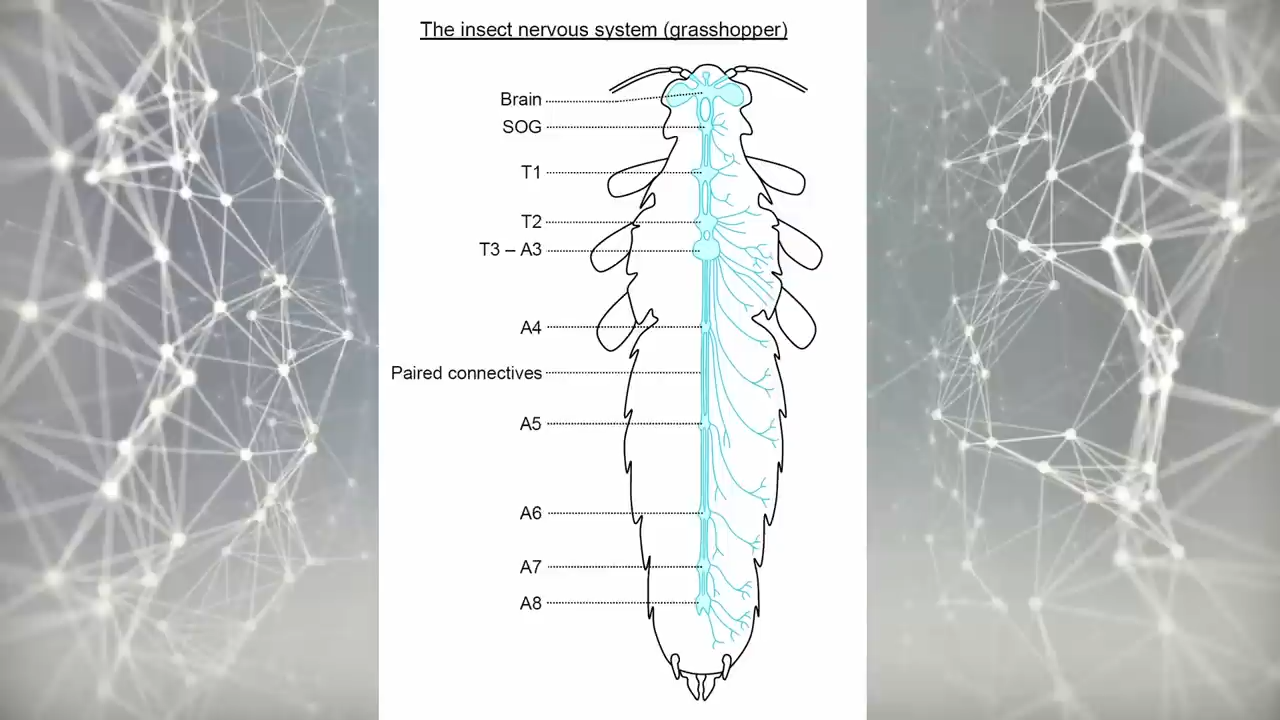 The insect nervous system (grasshopper)
Brain
SOG
T1
T2
T3 – A3
A4
Paired connectives
A5
A6
A7
A8